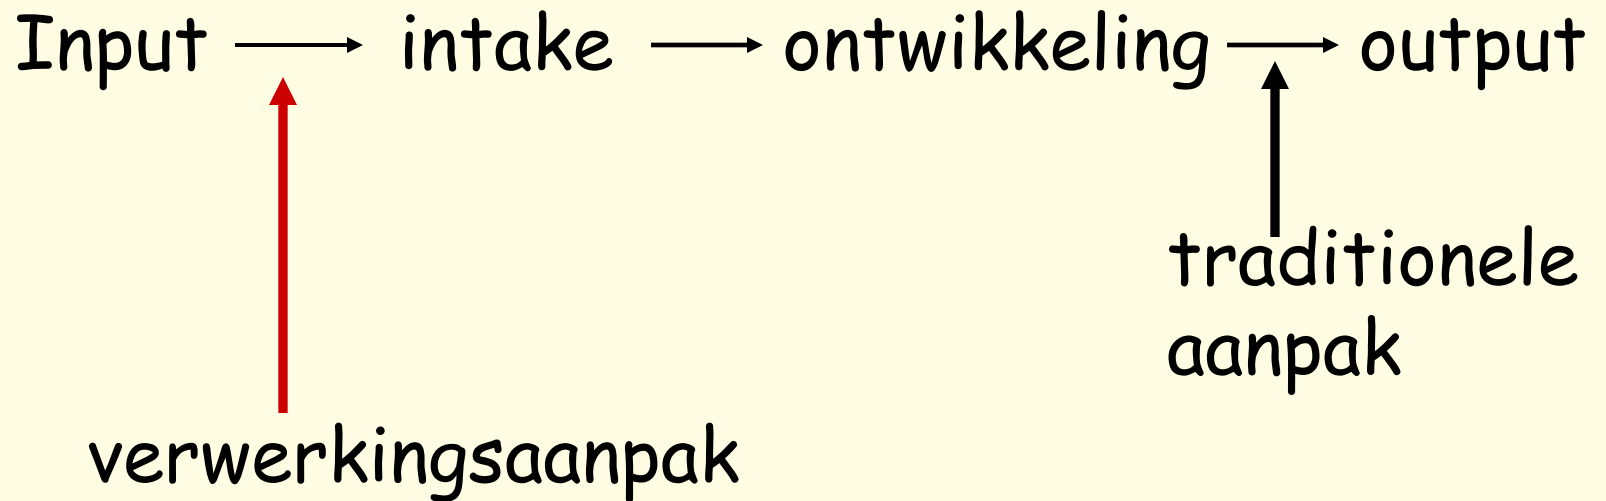 Input intake ontwikkeling output
traditionele
aanpak
verwerkingsaanpak